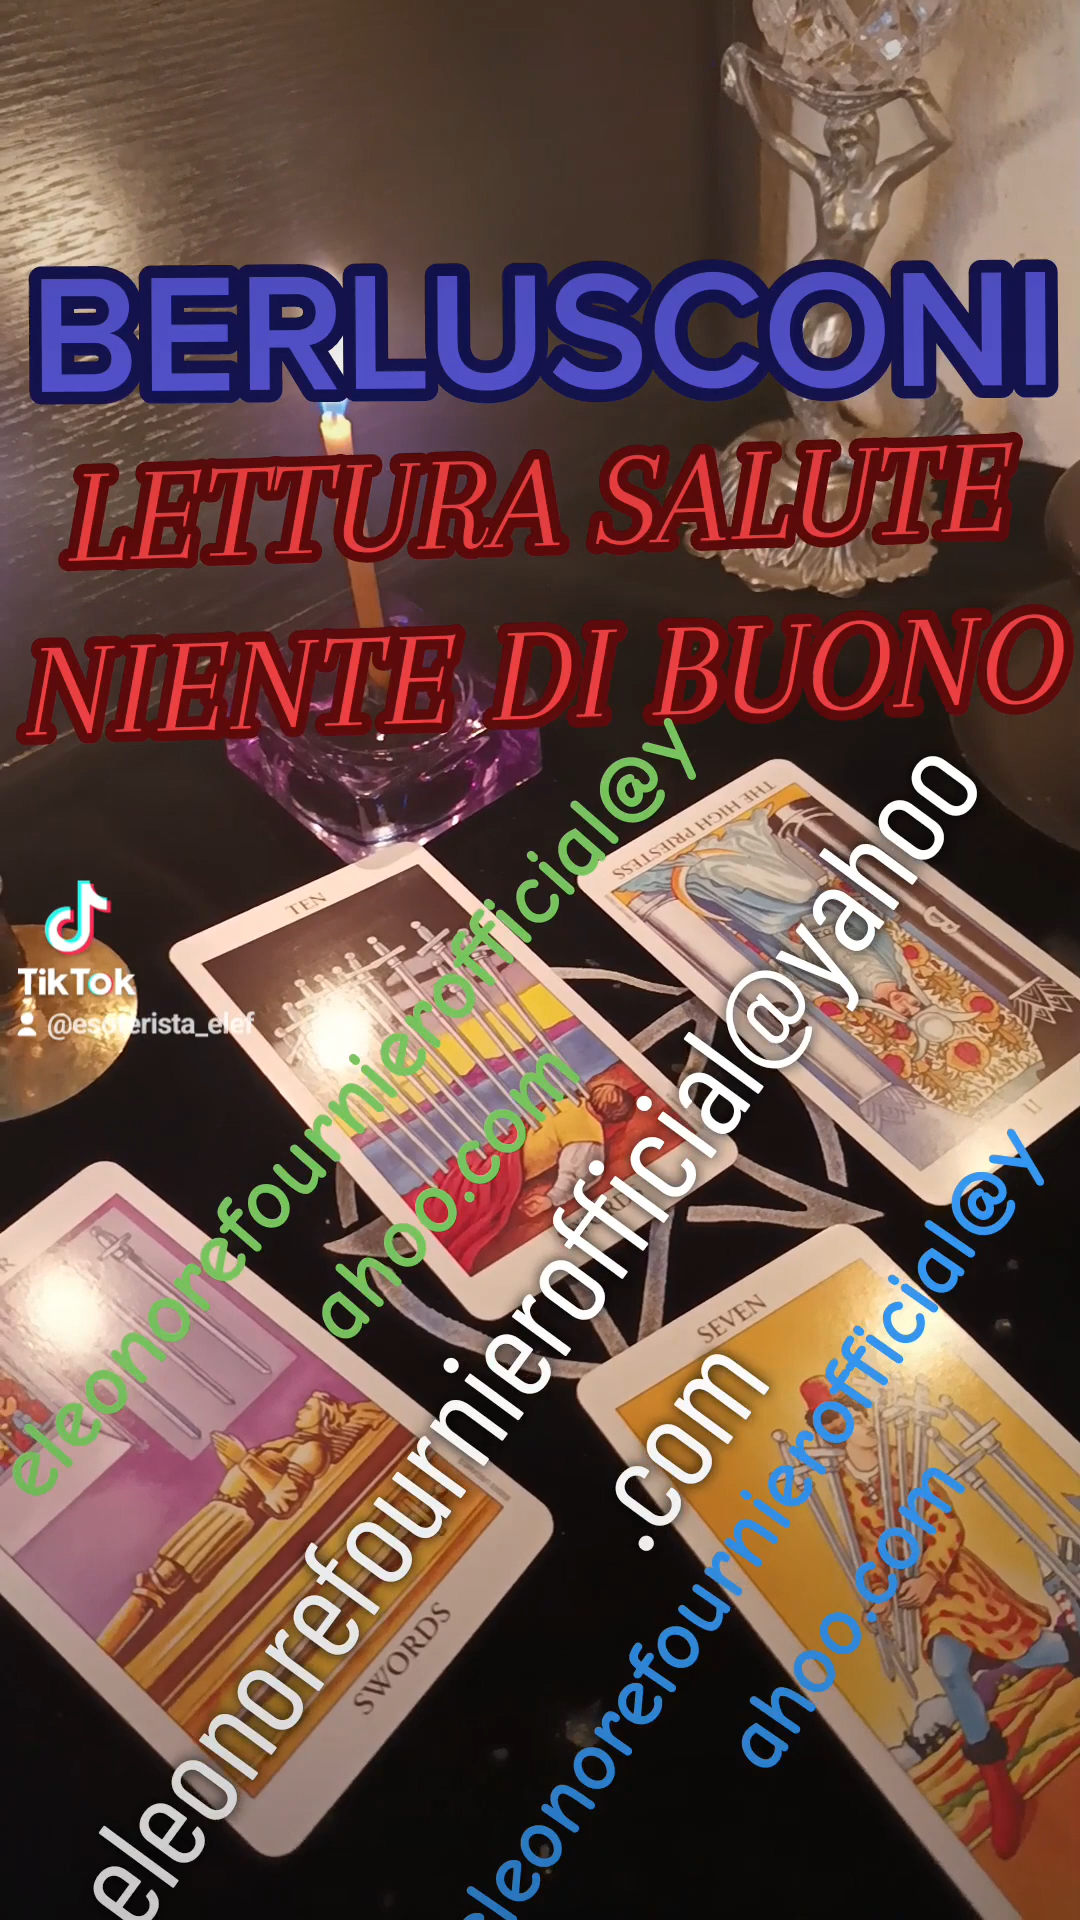 BERLUSCONI
LETTURA SALUTE
NIENTE DI BUONO
eleonorefournierofficial@y
ahoo.com
eleonorefournierofficial@yahoo
.com
eleonorefournierofficial@y
ahoo.com
TikTok
@esoterista_elef
TEN
THE HIGH PRIESTESS
B
II
SWORDS
SEVEN